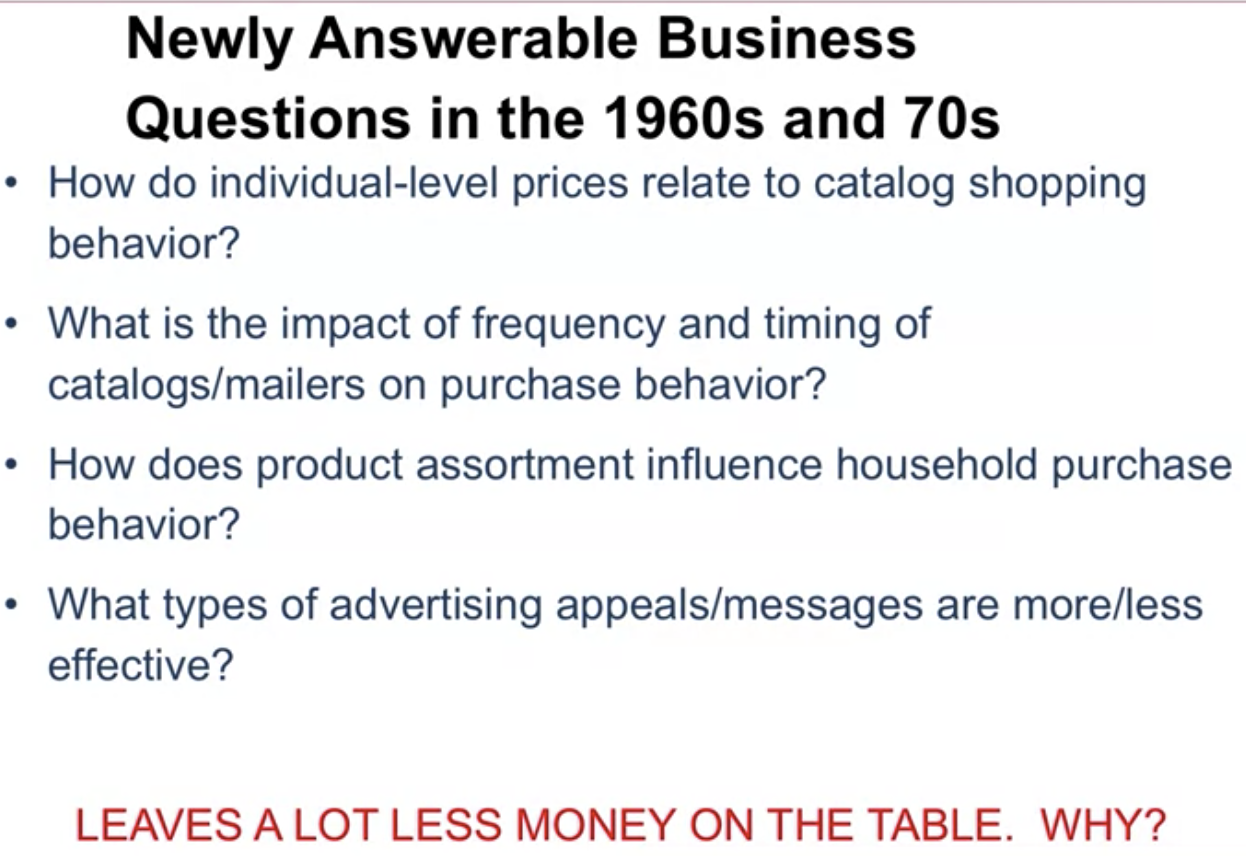 Newly Answerable Business
Questions in the 1960s and 70s
• How do individual-level prices relate to catalog shopping
behavior?
• What is the impact of frequency and timing of
catalogs/mailers on purchase behavior?
• How does product assortment influence household purchase
behavior?
• What types of advertising appeals/messages are more/less
effective?
LEAVES A LOT LESS MONEY ON THE TABLE.  WHY?